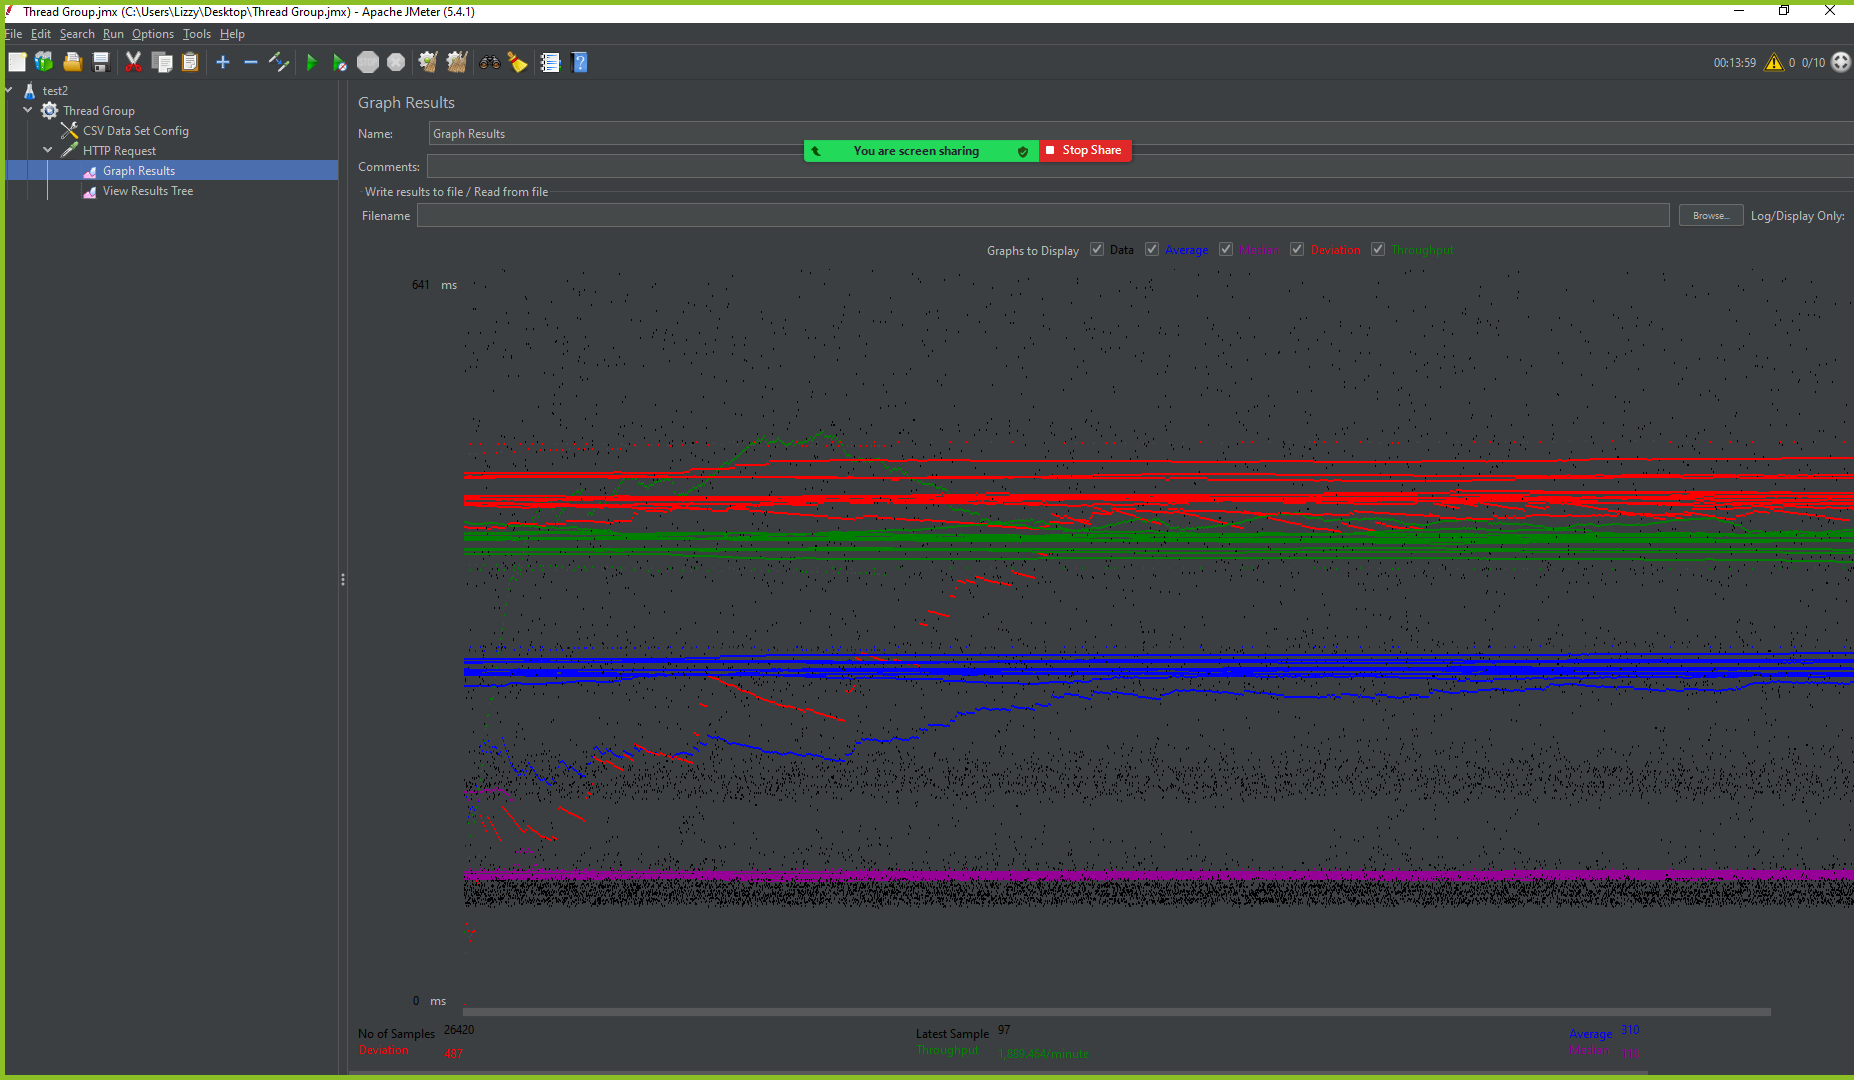 Thread Group.jmx (C:\Users\Lizzy\Desktop\Thread Group.jmx) - Apache JMeter (5.4.1)
File Edit Search Run Options Tools Help
STOP
00:13:59 0 0/10
test2
Thread Group
CSV Data Set Config
HTTP Request
Graph Results
View Results Tree
Graph Results
Name: Graph Results
You are screen sharing Stop Share
Comments:
Write results to file / Read from file
Filename Browse... Log/Display Only:
Graphs to Display Data Average Median Deviation Throughput
641 ms
0 ms
No of Samples 26420 Latest Sample 97 Average 310
Deviation 487 Throughput 1,889.464/minute Median